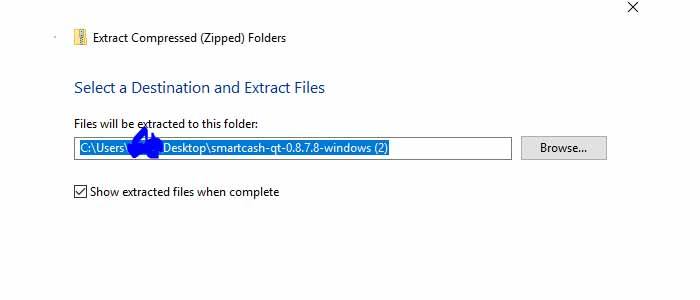 Extract Compressed (Zipped) Folders
Select a Destination and Extract Files
Files will be extracted to this folder:
C:\Users\ Desktop\smartcash-qt-0.8.7.8-windows (2)
Browse...
Show extracted files when complete